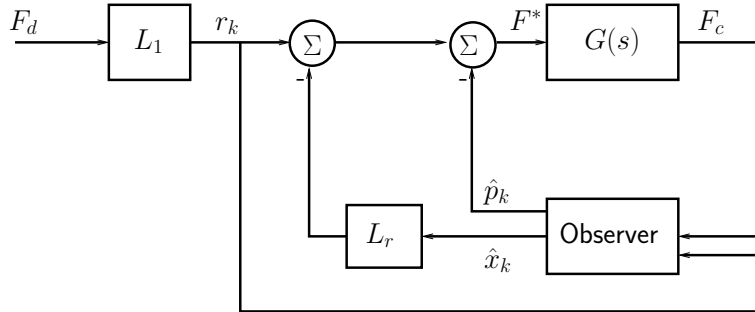 F_d
L_1
r_k
Σ
-
Σ
-
F*
G(s)
F_c
p̂_k
L_r
x̂_k
Observer